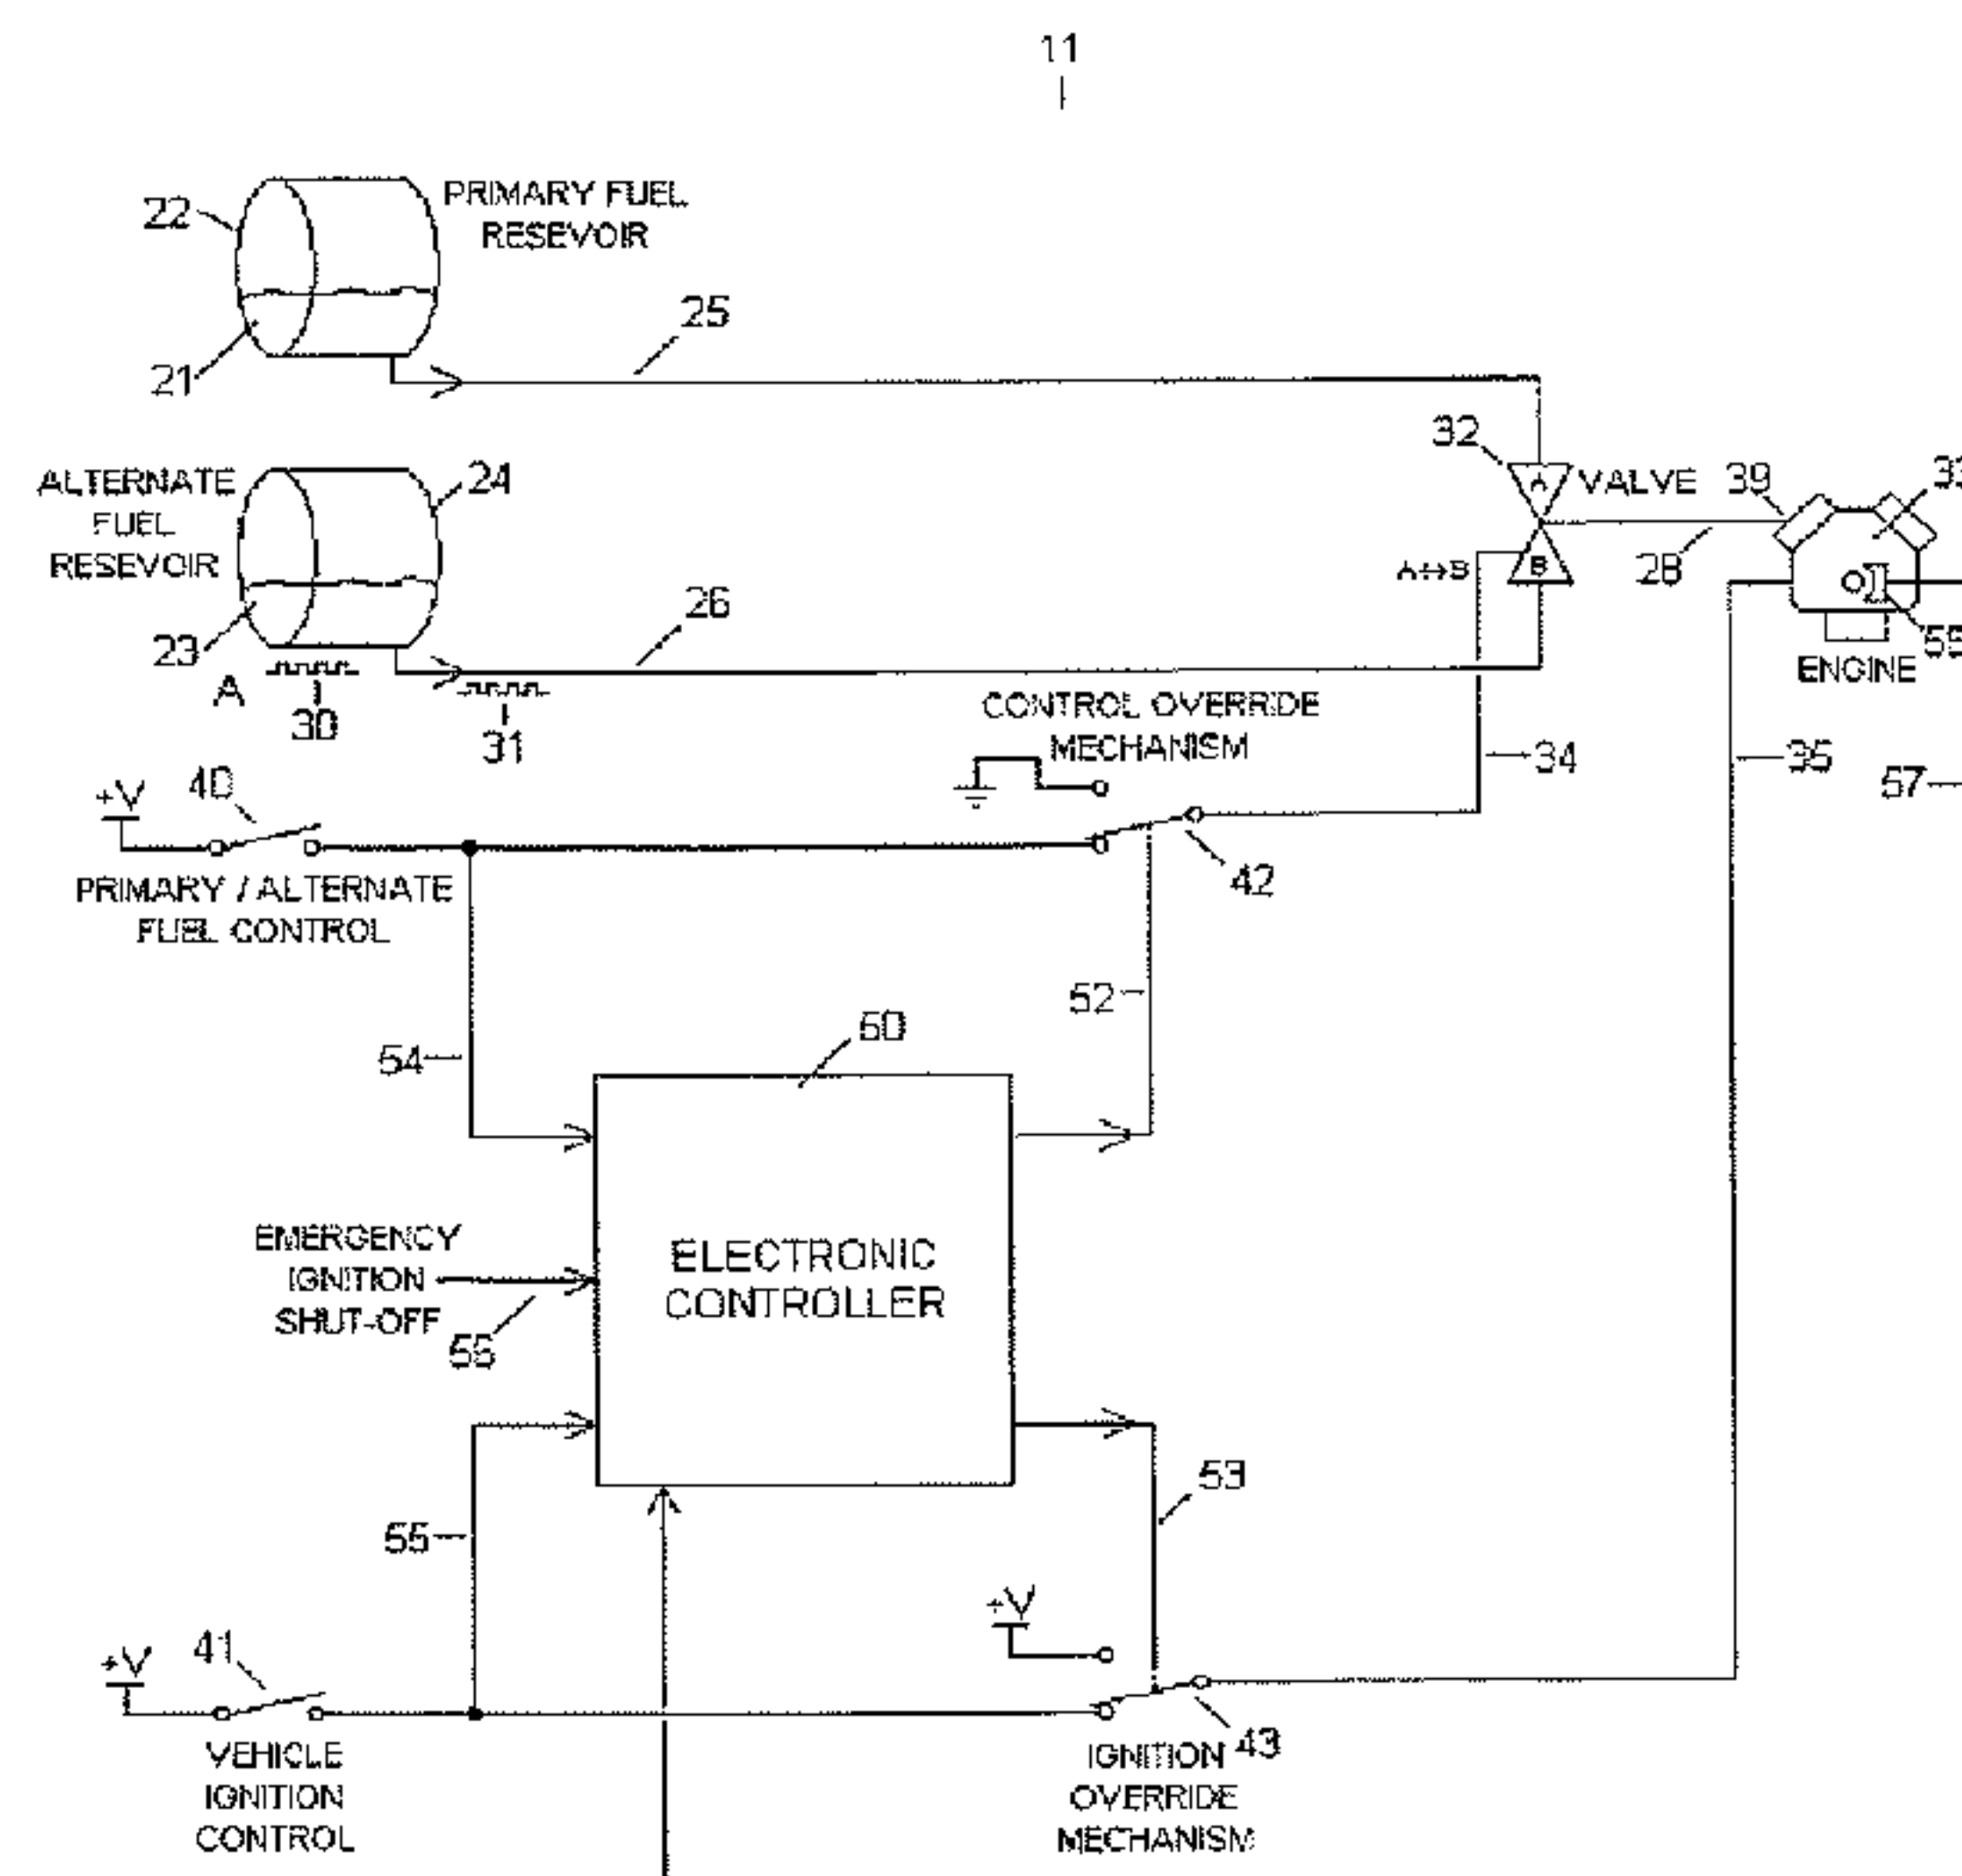 11
22
PRIMARY FUEL
RESEVOIR
21
25
ALTERNATE
FUEL
RESEVOIR
24
23
A
30
26
31
32
A
VALVE
39
A↔B
B
28
ENGINE
CONTROL OVERRIDE
MECHANISM
34
57
+V
40
PRIMARY / ALTERNATE
FUEL CONTROL
42
52
54
50
EMERGENCY
IGNITION
SHUT-OFF
ELECTRONIC
CONTROLLER
55
53
+V
+V
41
VEHICLE
IGNITION
CONTROL
43
IGNITION
OVERRIDE
MECHANISM